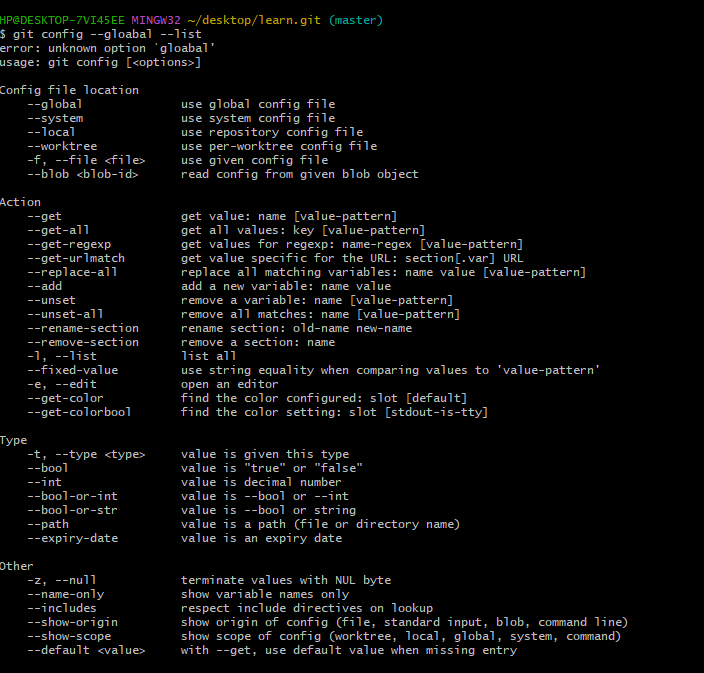 HP@DESKTOP-7VI45EE MINGW32 ~/desktop/learn.git (master)
$ git config --gloabal --list
error: unknown option `gloabal'
usage: git config [<options>]

Config file location
    --global              use global config file
    --system              use system config file
    --local               use repository config file
    --worktree            use per-worktree config file
    -f, --file <file>     use given config file
    --blob <blob-id>      read config from given blob object

Action
    --get                 get value: name [value-pattern]
    --get-all             get all values: key [value-pattern]
    --get-regexp          get values for regexp: name-regex [value-pattern]
    --get-urlmatch        get value specific for the URL: section[.var] URL
    --replace-all         replace all matching variables: name value [value-pattern]
    --add                 add a new variable: name value
    --unset               remove a variable: name [value-pattern]
    --unset-all           remove all matches: name [value-pattern]
    --rename-section      rename section: old-name new-name
    --remove-section      remove a section: name
    -l, --list            list all
    --fixed-value         use string equality when comparing values to 'value-pattern'
    -e, --edit            open an editor
    --get-color           find the color configured: slot [default]
    --get-colorbool       find the color setting: slot [stdout-is-tty]

Type
    -t, --type <type>     value is given this type
    --bool                value is "true" or "false"
    --int                 value is decimal number
    --bool-or-int         value is --bool or --int
    --bool-or-str         value is --bool or string
    --path                value is a path (file or directory name)
    --expiry-date         value is an expiry date

Other
    -z, --null            terminate values with NUL byte
    --name-only           show variable names only
    --includes            respect include directives on lookup
    --show-origin         show origin of config (file, standard input, blob, command line)
    --show-scope          show scope of config (worktree, local, global, system, command)
    --default <value>     with --get, use default value when missing entry